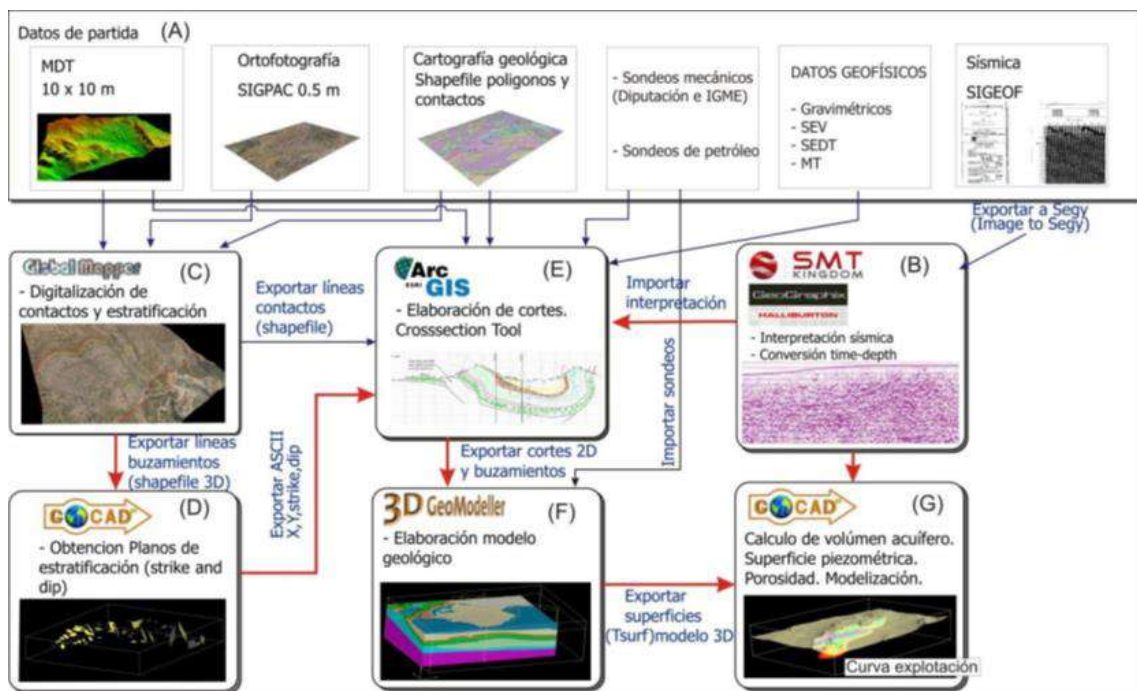 Datos de partida
(A)
MDT
10 x 10 m
Ortofotografía
SIGPAC 0.5 m
Cartografía geológica
Shapefile poligonos y
contactos
- Sondeos mecánicos
(Diputación e IGME)
- Sondeos de petróleo
DATOS GEOFÍSICOS
- Gravimétricos
- SEV
- SEDT
- MT
Sísmica
SIGEOF
Exportar a Segy
(Image to Segy)
Global Mapper
(C)
- Digitalización de
contactos y estratificación
Exportar líneas
contactos
(shapefile)
Arc
ESRI
GIS
(E)
- Elaboración de cortes.
Crosssection Tool
Importar
interpretación
SMT
KINGDOM
(B)
GeoGraphix
HALLIBURTON
- Interpretación sísmica
- Conversión time-depth
Exportar líneas
buzamientos
(shapefile 3D)
Exportar ASCII
X,Y,strike,dip
Exportar cortes 2D
y buzamientos
Importar sondeos
GOCAD
(D)
- Obtencion Planos de
estratificación (strike and
dip)
3D GeoModeller
(F)
- Elaboración modelo
geológico
Exportar
superficies
(Tsurf)modelo 3D
GOCAD
(G)
Calculo de volúmen acuífero.
Superficie piezométrica.
Porosidad. Modelización.
Curva explotación